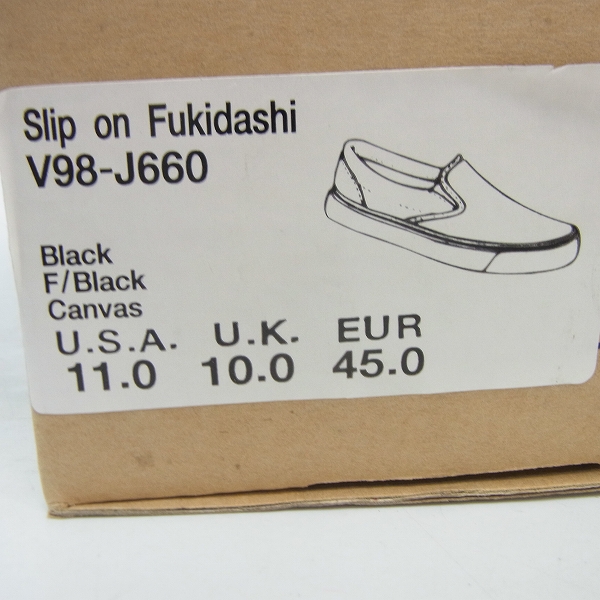 Slip on Fukidashi
V98-J660
Black
F/Black
Canvas
U.S.A. U.K. EUR
11.0 10.0 45.0